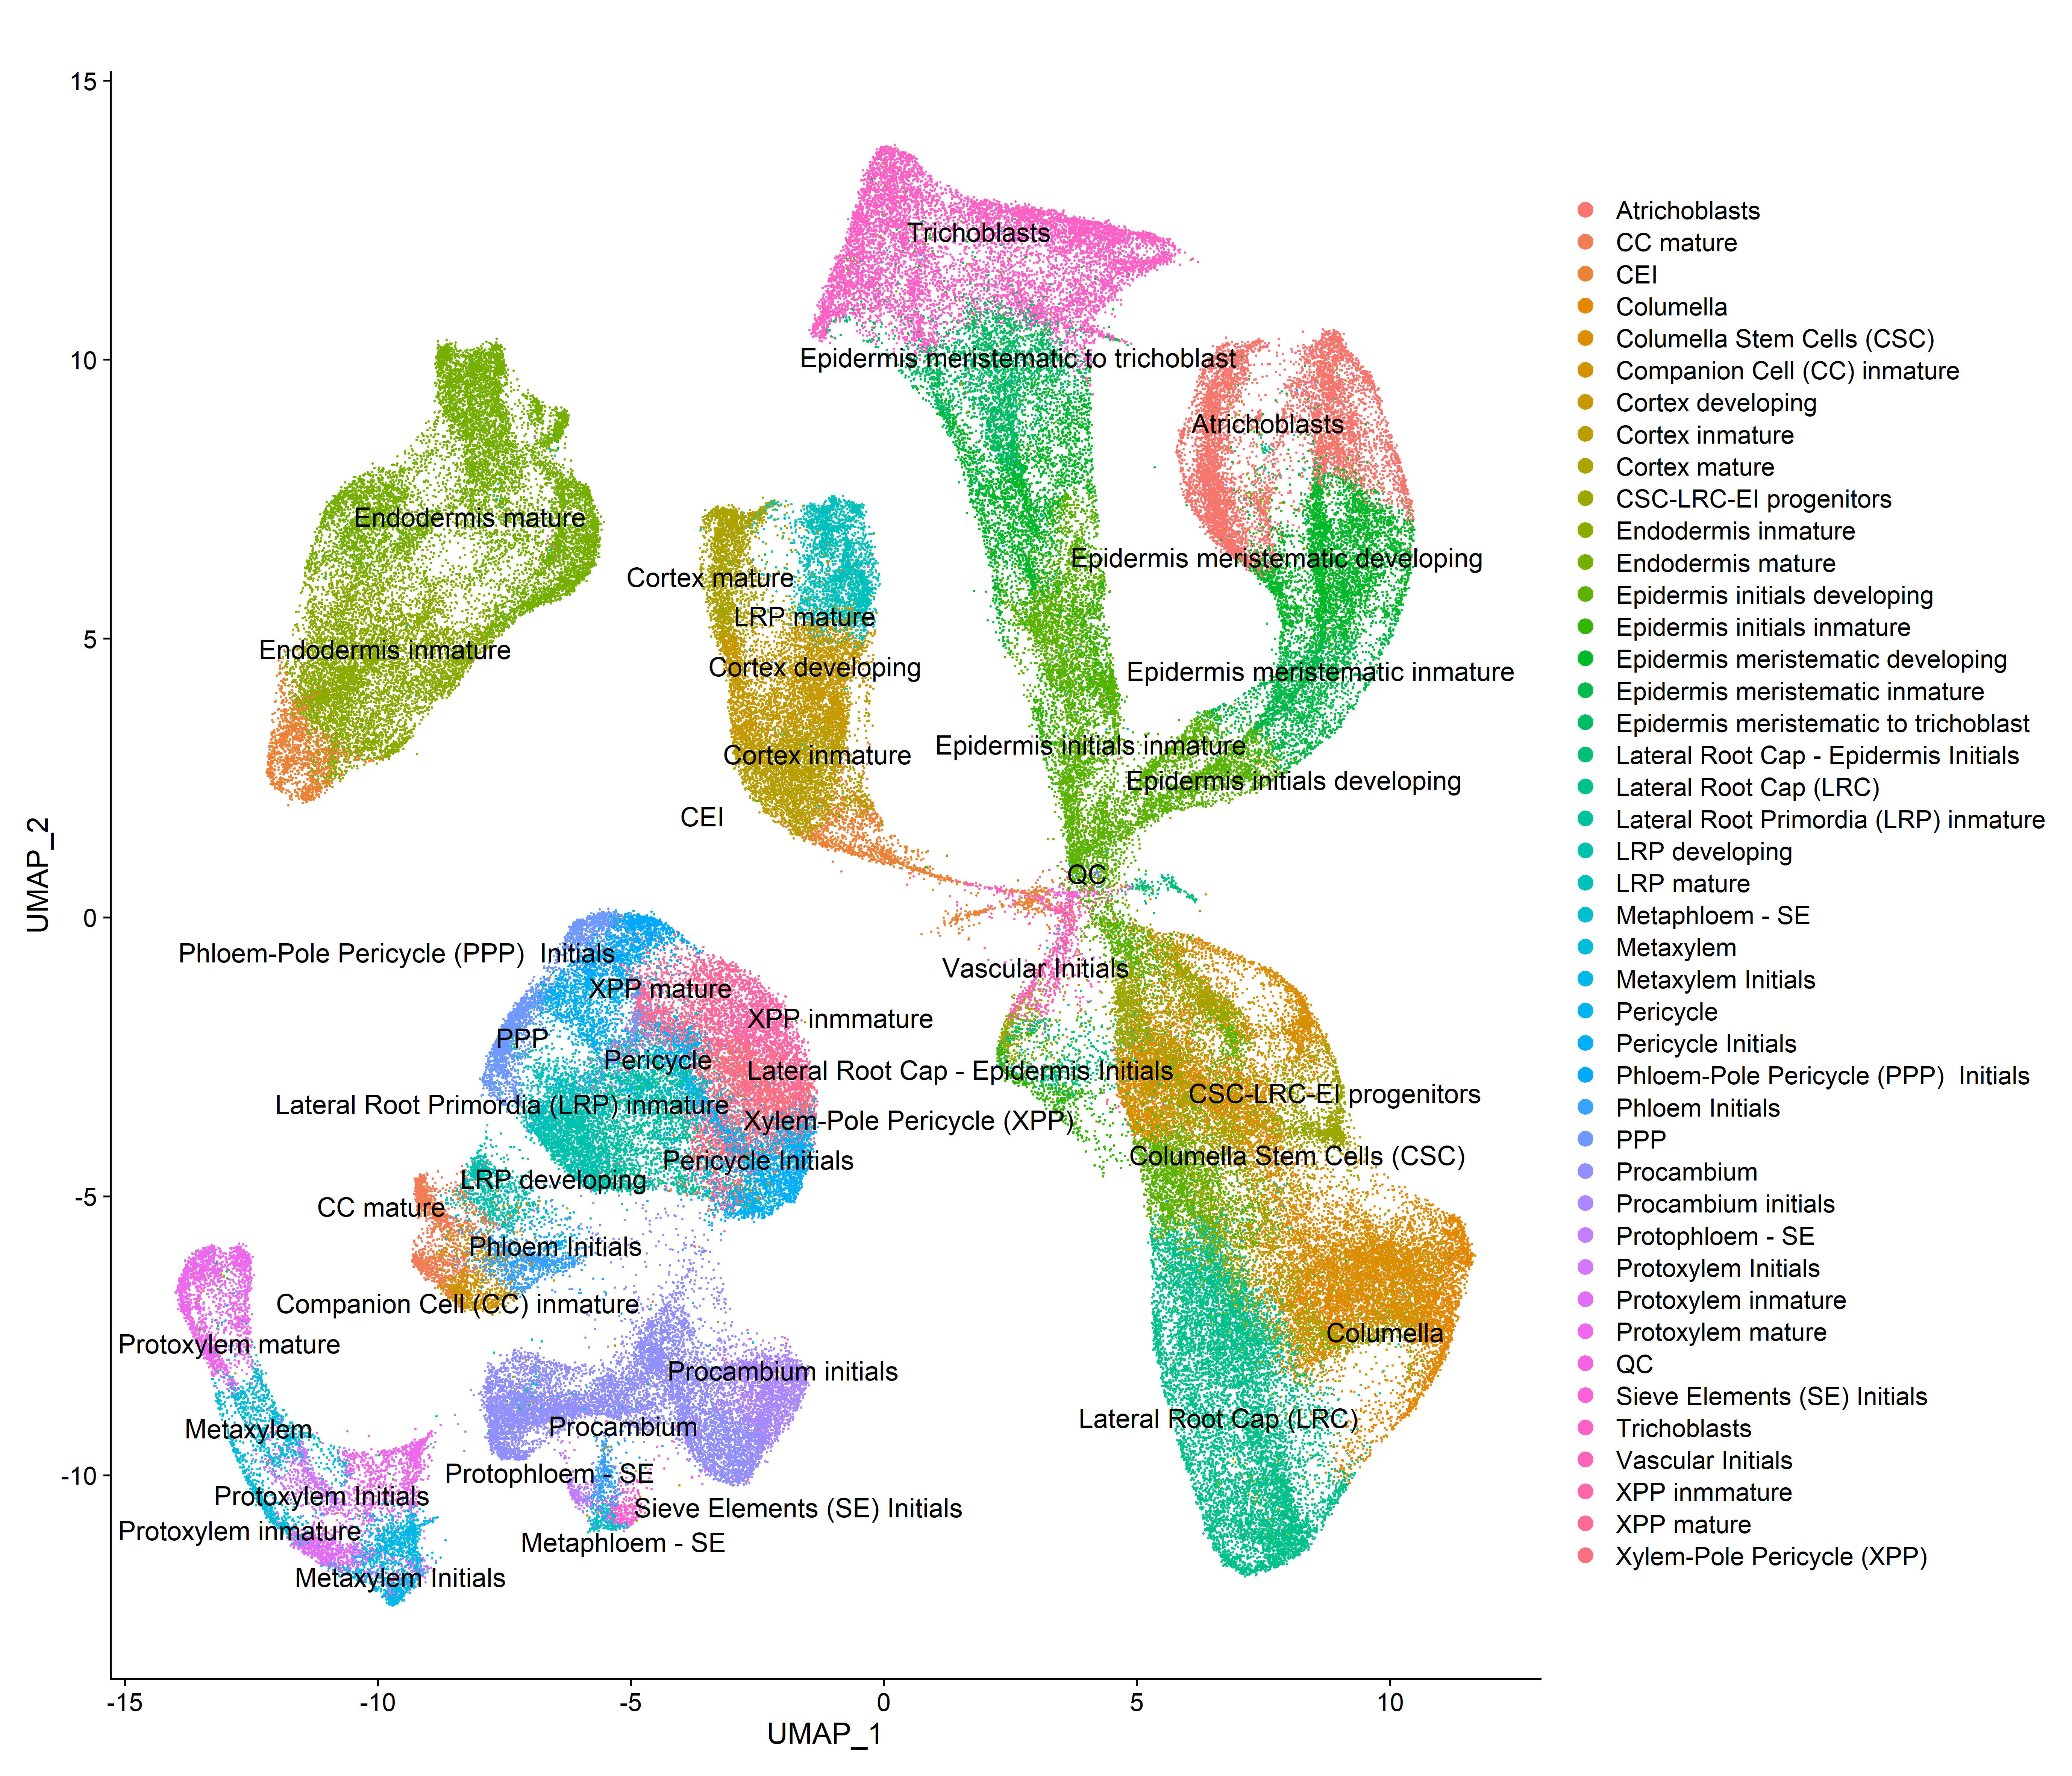 15
10
5
0
-5
-10
UMAP_2
-15
-10
-5
0
5
10
UMAP_1
Trichoblasts
Epidermis meristematic to trichoblast
Atrichoblasts
Endodermis mature
Epidermis meristematic developing
Cortex mature
LRP mature
Endodermis inmature
Cortex developing
Epidermis meristematic inmature
Epidermis initials inmature
Cortex inmature
Epidermis initials developing
CEI
QC
Phloem-Pole Pericycle (PPP)  Initials
Vascular Initials
XPP mature
XPP inmmature
PPP
Pericycle
Lateral Root Cap - Epidermis Initials
CSC-LRC-EI progenitors
Lateral Root Primordia (LRP) inmature
Xylem-Pole Pericycle (XPP)
Columella Stem Cells (CSC)
Pericycle Initials
LRP developing
CC mature
Phloem Initials
Companion Cell (CC) inmature
Columella
Protoxylem mature
Procambium initials
Lateral Root Cap (LRC)
Procambium
Metaxylem
Protophloem - SE
Protoxylem Initials
Sieve Elements (SE) Initials
Protoxylem inmature
Metaphloem - SE
Metaxylem Initials
Atrichoblasts
CC mature
CEI
Columella
Columella Stem Cells (CSC)
Companion Cell (CC) inmature
Cortex developing
Cortex inmature
Cortex mature
CSC-LRC-EI progenitors
Endodermis inmature
Endodermis mature
Epidermis initials developing
Epidermis initials inmature
Epidermis meristematic developing
Epidermis meristematic inmature
Epidermis meristematic to trichoblast
Lateral Root Cap - Epidermis Initials
Lateral Root Cap (LRC)
Lateral Root Primordia (LRP) inmature
LRP developing
LRP mature
Metaphloem - SE
Metaxylem
Metaxylem Initials
Pericycle
Pericycle Initials
Phloem-Pole Pericycle (PPP)  Initials
Phloem Initials
PPP
Procambium
Procambium initials
Protophloem - SE
Protoxylem Initials
Protoxylem inmature
Protoxylem mature
QC
Sieve Elements (SE) Initials
Trichoblasts
Vascular Initials
XPP inmmature
XPP mature
Xylem-Pole Pericycle (XPP)